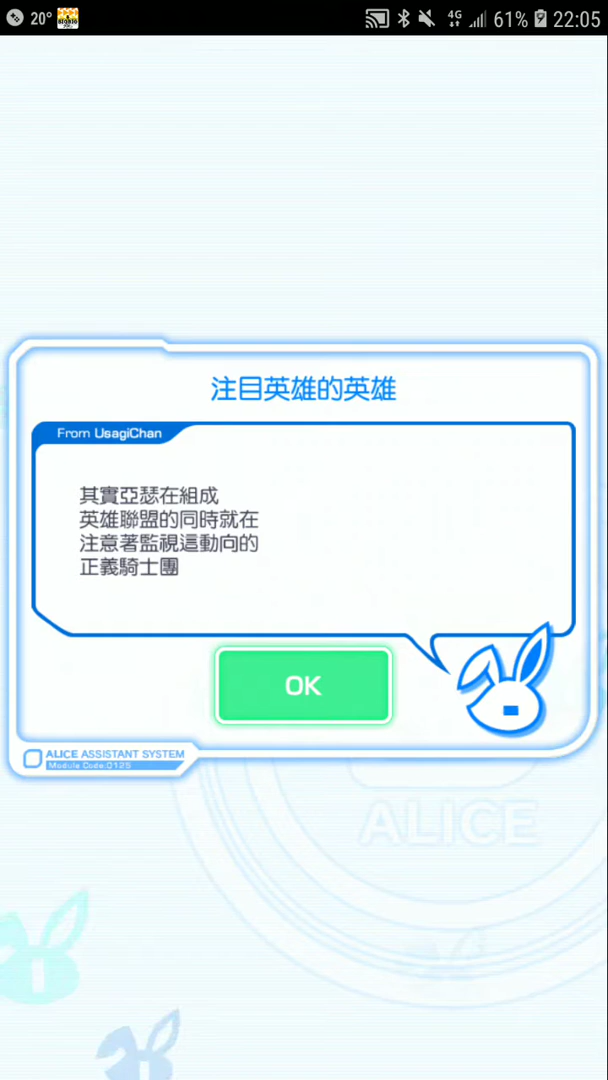 20° 4G 61% 22:05
注目英雄的英雄
From UsagiChan
其實亞瑟在組成
英雄聯盟的同時就在
注意著監視這動向的
正義騎士團
OK
ALICE ASSISTANT SYSTEM
Module Code:0125
ALICE